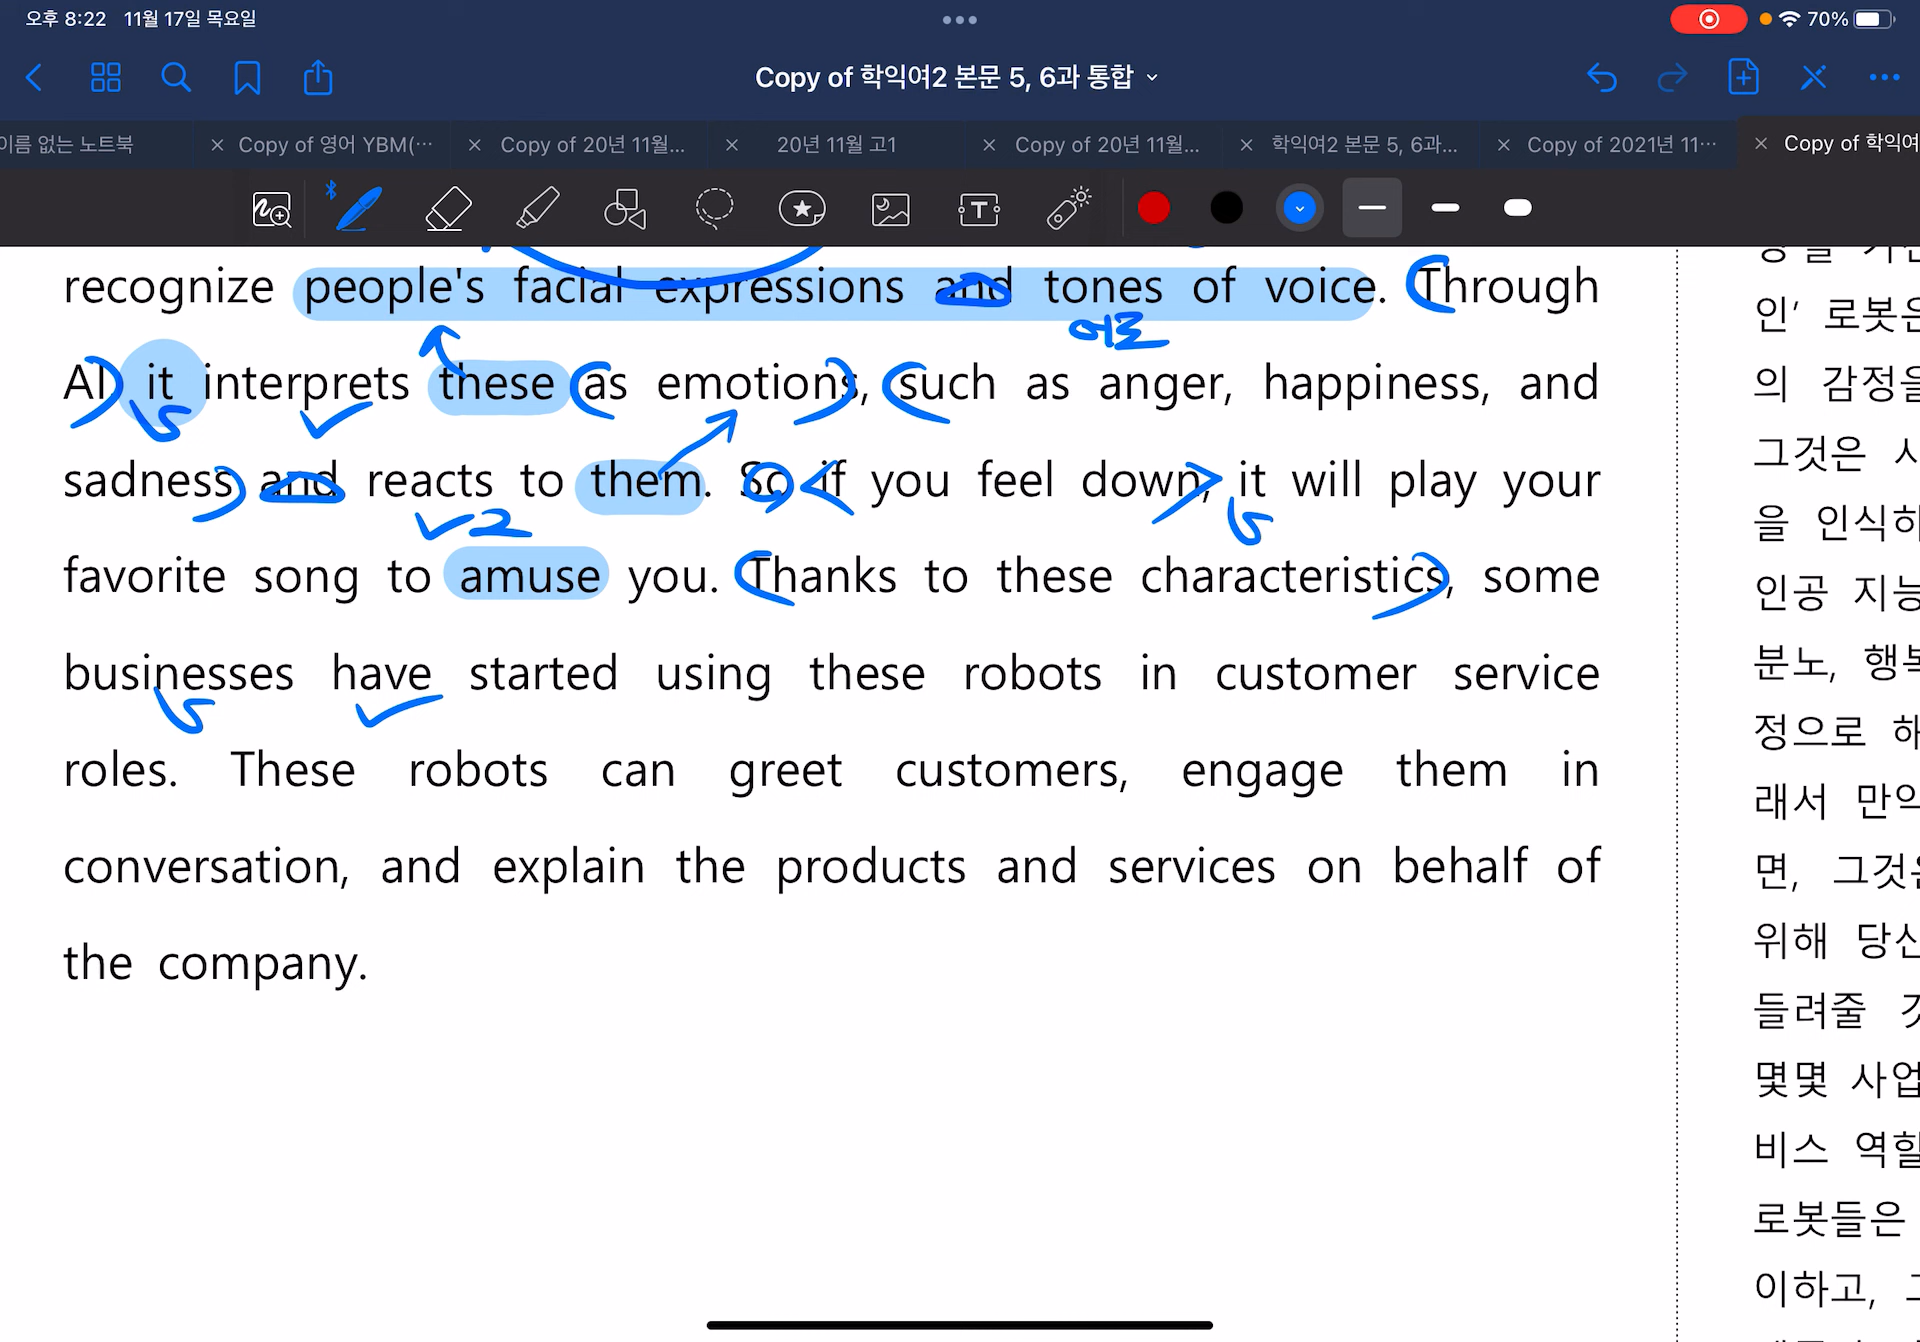 오후 8:22 11월 17일 목요일
70%
Copy of 학익여2 본문 5, 6과 통합
이름 없는 노트북
Copy of 영어 YBM(…
Copy of 20년 11월...
20년 11월 고1
Copy of 20년 11월...
학익여2 본문 5, 6과...
Copy of 2021년 11…
Copy of 학익여
recognize people's facial expressions and tones of voice. Through
어조
AI it interprets these as emotions, such as anger, happiness, and
sadness and reacts to them. So if you feel down, it will play your
2
favorite song to amuse you. Thanks to these characteristics, some
businesses have started using these robots in customer service
roles. These robots can greet customers, engage them in
conversation, and explain the products and services on behalf of
the company.
인’ 로봇은
의 감정을
그것은
을 인식하
인공 지능
분노, 행복
정으로 해
래서 만약
면, 그것은
위해 당신
들려줄
몇몇 사업
비스 역할
로봇들은
이하고,